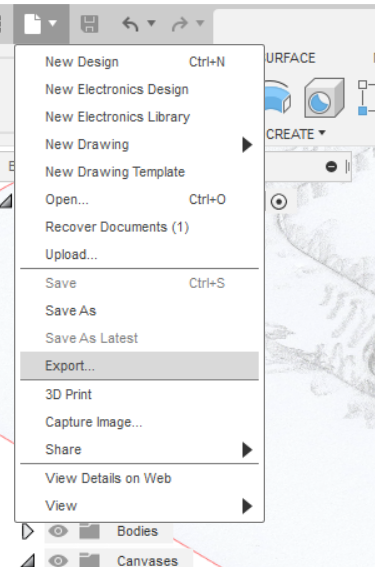 New Design Ctrl+N
New Electronics Design
New Electronics Library
New Drawing
New Drawing Template
Open... Ctrl+O
Recover Documents (1)
Upload...
Save Ctrl+S
Save As
Save As Latest
Export...
3D Print
Capture Image...
Share
View Details on Web
View
URFACE
CREATE
Bodies
Canvases